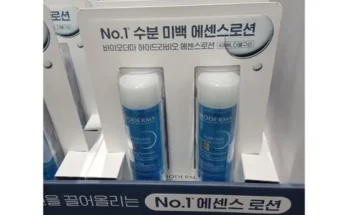 No.1 수분 미백 에센스로션
바이오더마 하이드라비오 에센스로션
BIODERMA
BIODERMA
BIODERMA
을 끌어올리는 No.1 에센스 로션